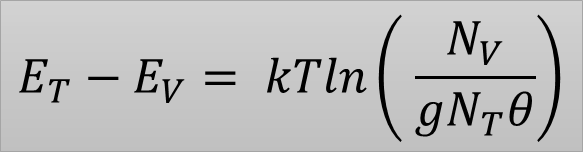 E_T − E_V = kTln(N_V / gN_Tθ)